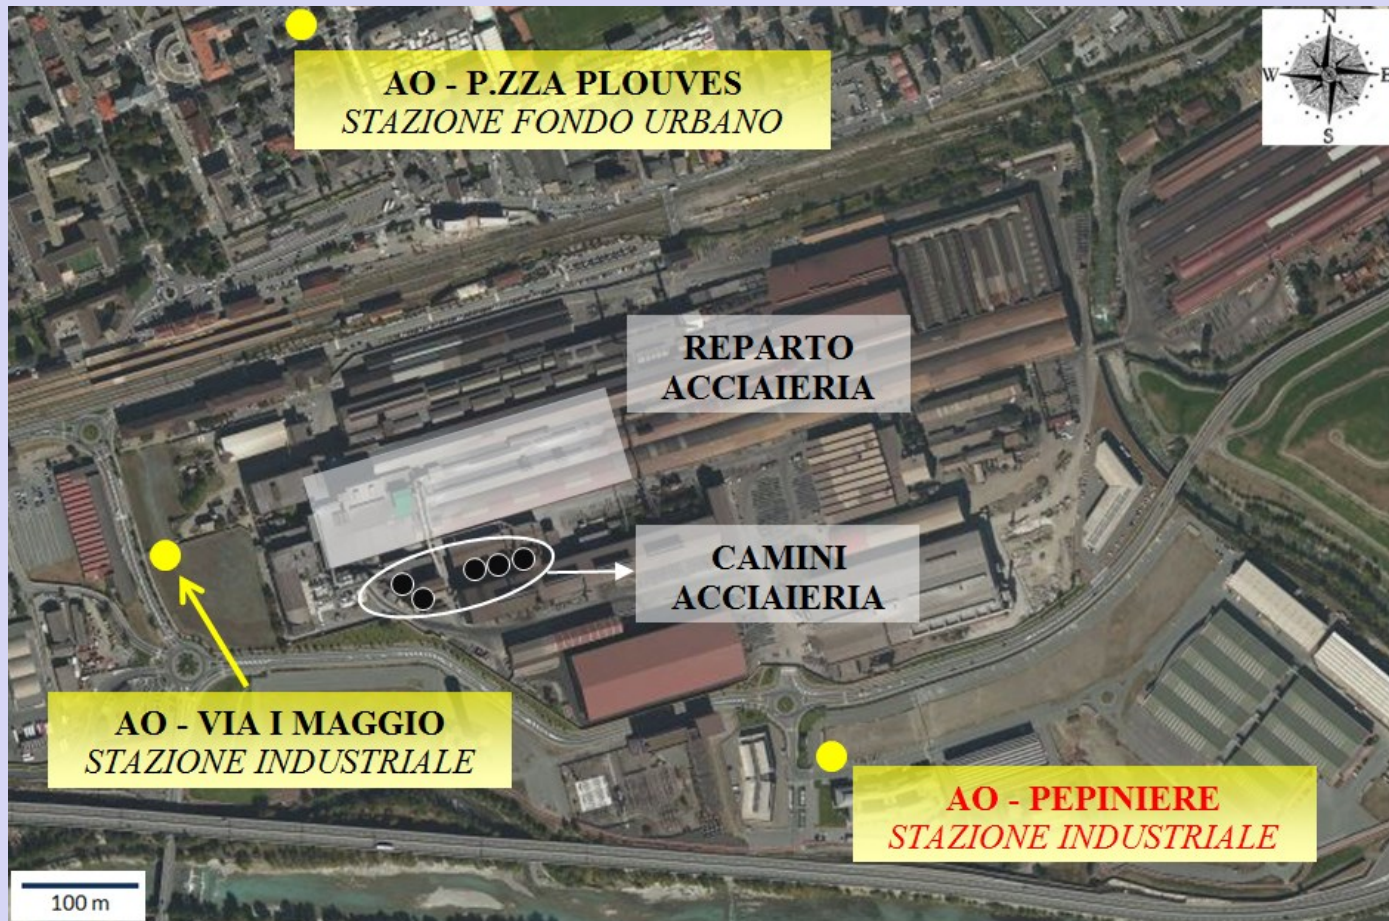 AO - P.ZZA PLOUVES
STAZIONE FONDO URBANO
N
W
E
S
REPARTO
ACCIAIERIA
CAMINI
ACCIAIERIA
AO - VIA I MAGGIO
STAZIONE INDUSTRIALE
AO - PEPINIERE
STAZIONE INDUSTRIALE
100 m